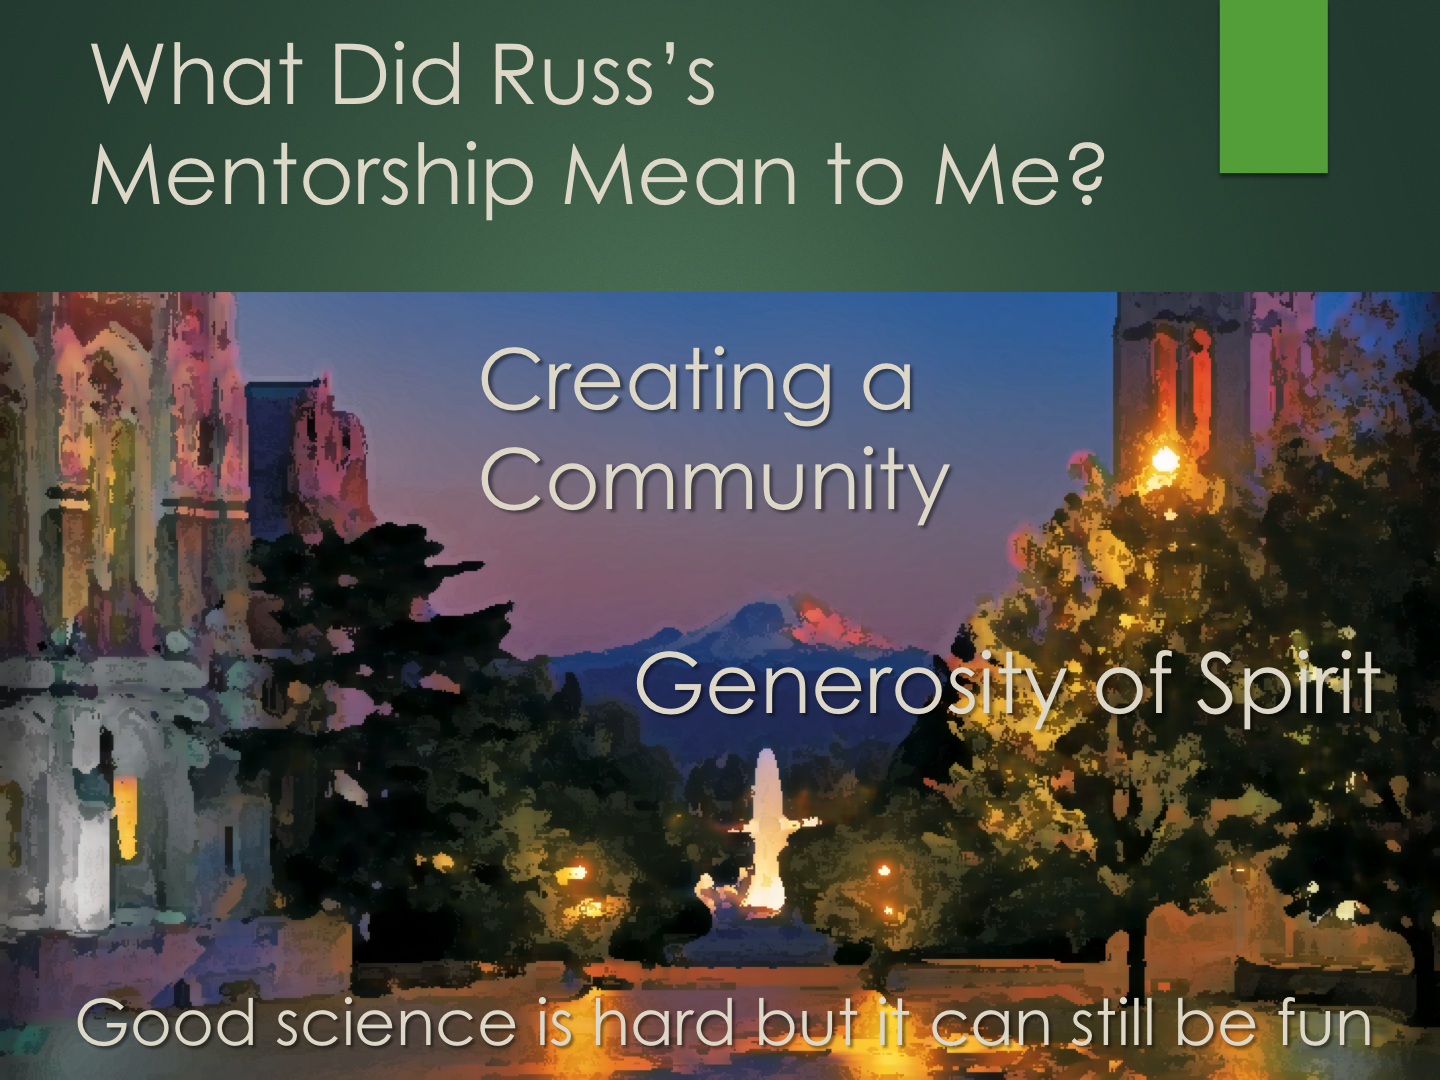 What Did Russ’s
Mentorship Mean to Me?
Creating a
Community
Generosity of Spirit
Good science is hard but it can still be fun